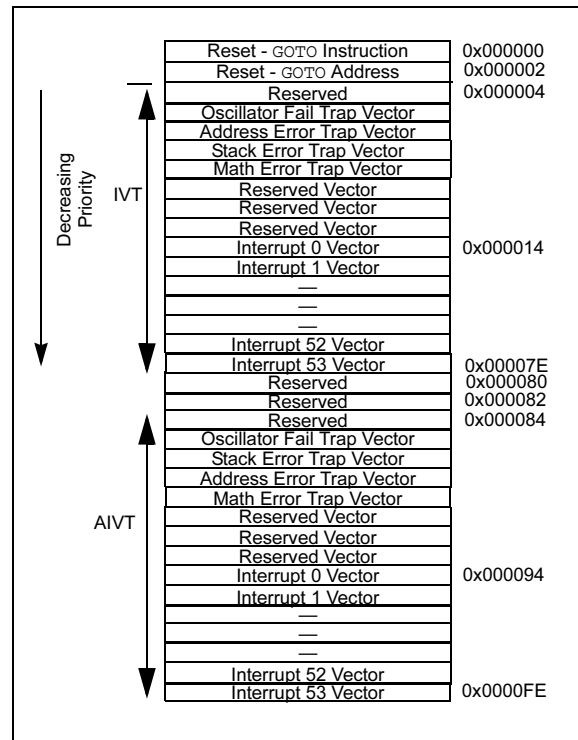 Reset - GOTO Instruction 0x000000
Reset - GOTO Address 0x000002
Reserved 0x000004
Oscillator Fail Trap Vector
Address Error Trap Vector
Stack Error Trap Vector
Math Error Trap Vector
Reserved Vector
Reserved Vector
Reserved Vector
Interrupt 0 Vector 0x000014
Interrupt 1 Vector
—
—
—
Interrupt 52 Vector
Interrupt 53 Vector 0x00007E
Reserved 0x000080
Reserved 0x000082
Reserved 0x000084
Oscillator Fail Trap Vector
Stack Error Trap Vector
Address Error Trap Vector
Math Error Trap Vector
Reserved Vector
Reserved Vector
Reserved Vector
Interrupt 0 Vector 0x000094
Interrupt 1 Vector
—
—
—
Interrupt 52 Vector
Interrupt 53 Vector 0x0000FE
Decreasing
Priority
IVT
AIVT